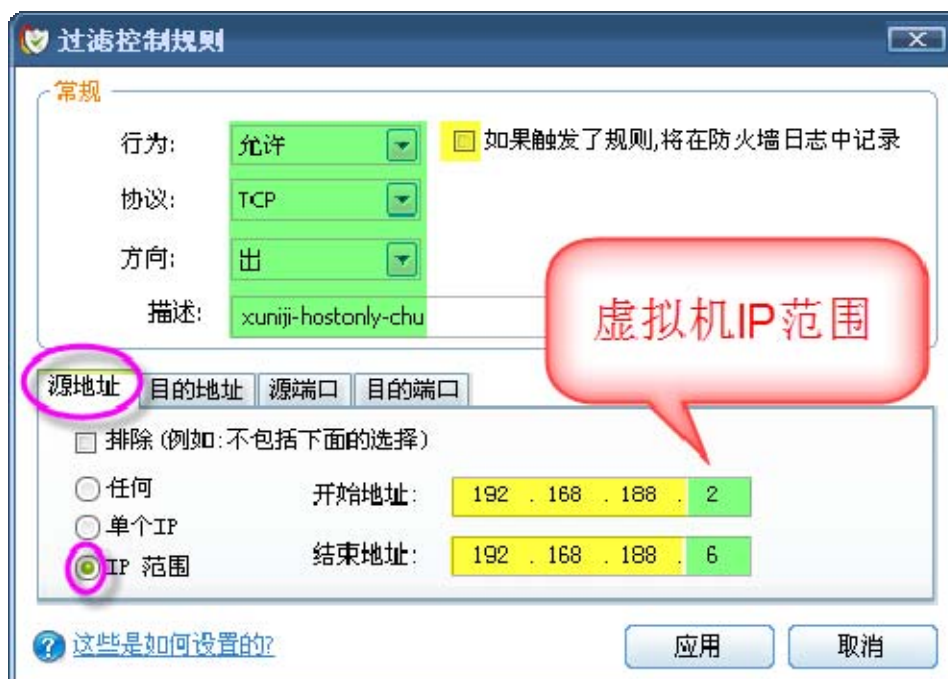 过滤控制规则
常规
行为: 允许 如果触发了规则,将在防火墙日志中记录
协议: TCP
方向: 出
描述: xuniji-hostonly-chu
虚拟机IP范围
源地址 目的地址 源端口 目的端口
排除(例如:不包括下面的选择)
任何 开始地址: 192 . 168 . 188 . 2
单个IP
IP 范围 结束地址: 192 . 168 . 188 . 6
这些是如何设置的? 应用 取消